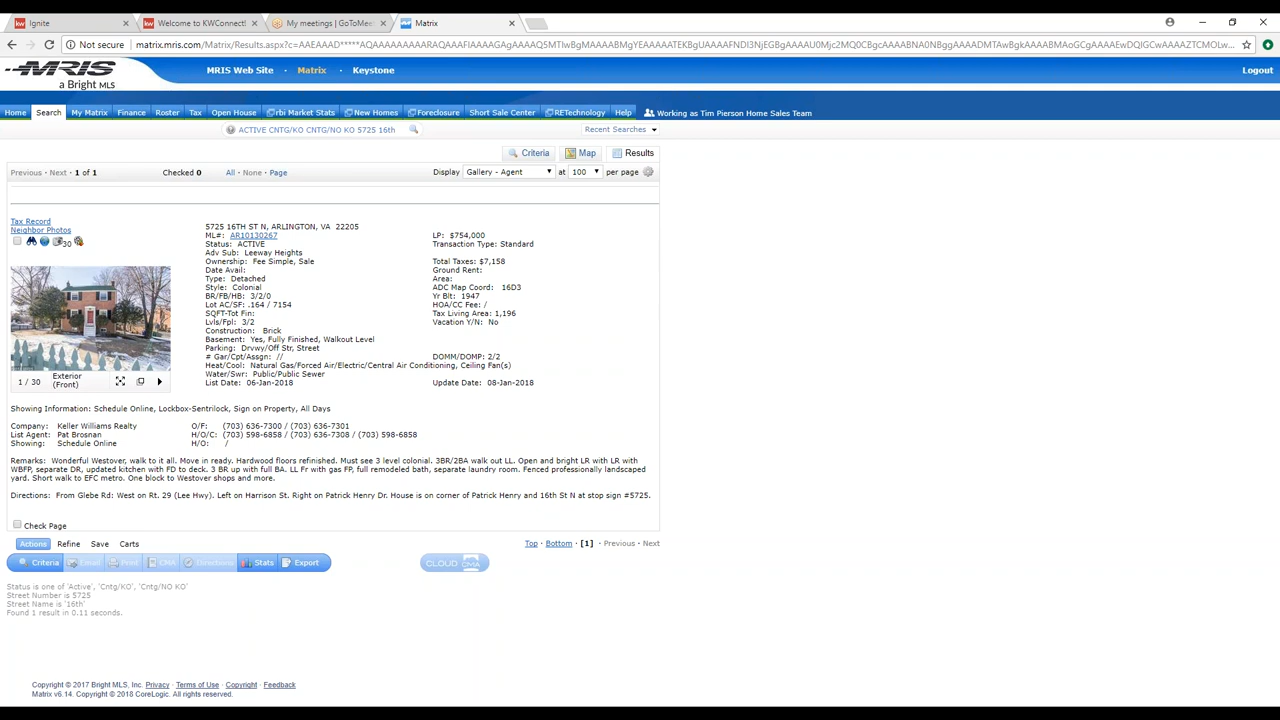 Ignite
Welcome to KWConnect!
My meetings | GoToMee
Matrix
Not secure | matrix.mris.com/Matrix/Results.aspx?c=
MRIS
a Bright MLS
MRIS Web Site · Matrix · Keystone
Logout
Home Search My Matrix Finance Roster Tax Open House rbi Market Stats New Homes Foreclosure Short Sale Center RETechnology Help Working as Tim Pierson Home Sales Team
ACTIVE CNTG/KO CNTG/NO KO 5725 16th
Recent Searches
Criteria Map Results
Previous · Next · 1 of 1 Checked 0 All · None · Page Display Gallery - Agent at 100 per page
Tax Record
Neighbor Photos
30
1 / 30 Exterior (Front)
5725 16TH ST N, ARLINGTON, VA 22205
ML#: AR10130267 LP: $754,000
Status: ACTIVE Transaction Type: Standard
Adv Sub: Leeway Heights
Ownership: Fee Simple, Sale Total Taxes: $7,158
Date Avail: Ground Rent:
Type: Detached Area:
Style: Colonial ADC Map Coord: 16D3
BR/FB/HB: 3/2/0 Yr Blt: 1947
Lot AC/SF: .164 / 7154 HOA/CC Fee: /
SQFT-Tot Fin: Tax Living Area: 1,196
Lvls/Fpl: 3/2 Vacation Y/N: No
Construction: Brick
Basement: Yes, Fully Finished, Walkout Level
Parking: Drvwy/Off Str, Street
# Gar/Cpt/Assgn: // DOMM/DOMP: 2/2
Heat/Cool: Natural Gas/Forced Air/Electric/Central Air Conditioning, Ceiling Fan(s)
Water/Swr: Public/Public Sewer
List Date: 06-Jan-2018 Update Date: 08-Jan-2018
Showing Information: Schedule Online, Lockbox-Sentrilock, Sign on Property, All Days
Company: Keller Williams Realty O/F: (703) 636-7300 / (703) 636-7301
List Agent: Pat Brosnan H/O/C: (703) 598-6858 / (703) 636-7308 / (703) 598-6858
Showing: Schedule Online H/O: /
Remarks: Wonderful Westover, walk to it all. Move in ready. Hardwood floors refinished. Must see 3 level colonial. 3BR/2BA walk out LL. Open and bright LR with LR with
WBFP, separate DR, updated kitchen with FD to deck. 3 BR up with full BA. LL Fr with gas FP, full remodeled bath, separate laundry room. Fenced professionally landscaped
yard. Short walk to EFC metro. One block to Westover shops and more.
Directions: From Glebe Rd: West on Rt. 29 (Lee Hwy). Left on Harrison St. Right on Patrick Henry Dr. House is on corner of Patrick Henry and 16th St N at stop sign #5725.
Check Page
Actions Refine Save Carts Top · Bottom · [1] · Previous · Next
Criteria Email Print CMA Directions Stats Export CLOUD CMA
Status is one of 'Active', 'Cntg/KO', 'Cntg/NO KO'
Street Number is 5725
Street Name is '16th'
Found 1 result in 0.11 seconds.
Copyright © 2017 Bright MLS, Inc. Privacy · Terms of Use · Copyright · Feedback
Matrix v6.14. Copyright © 2018 CoreLogic. All rights reserved.